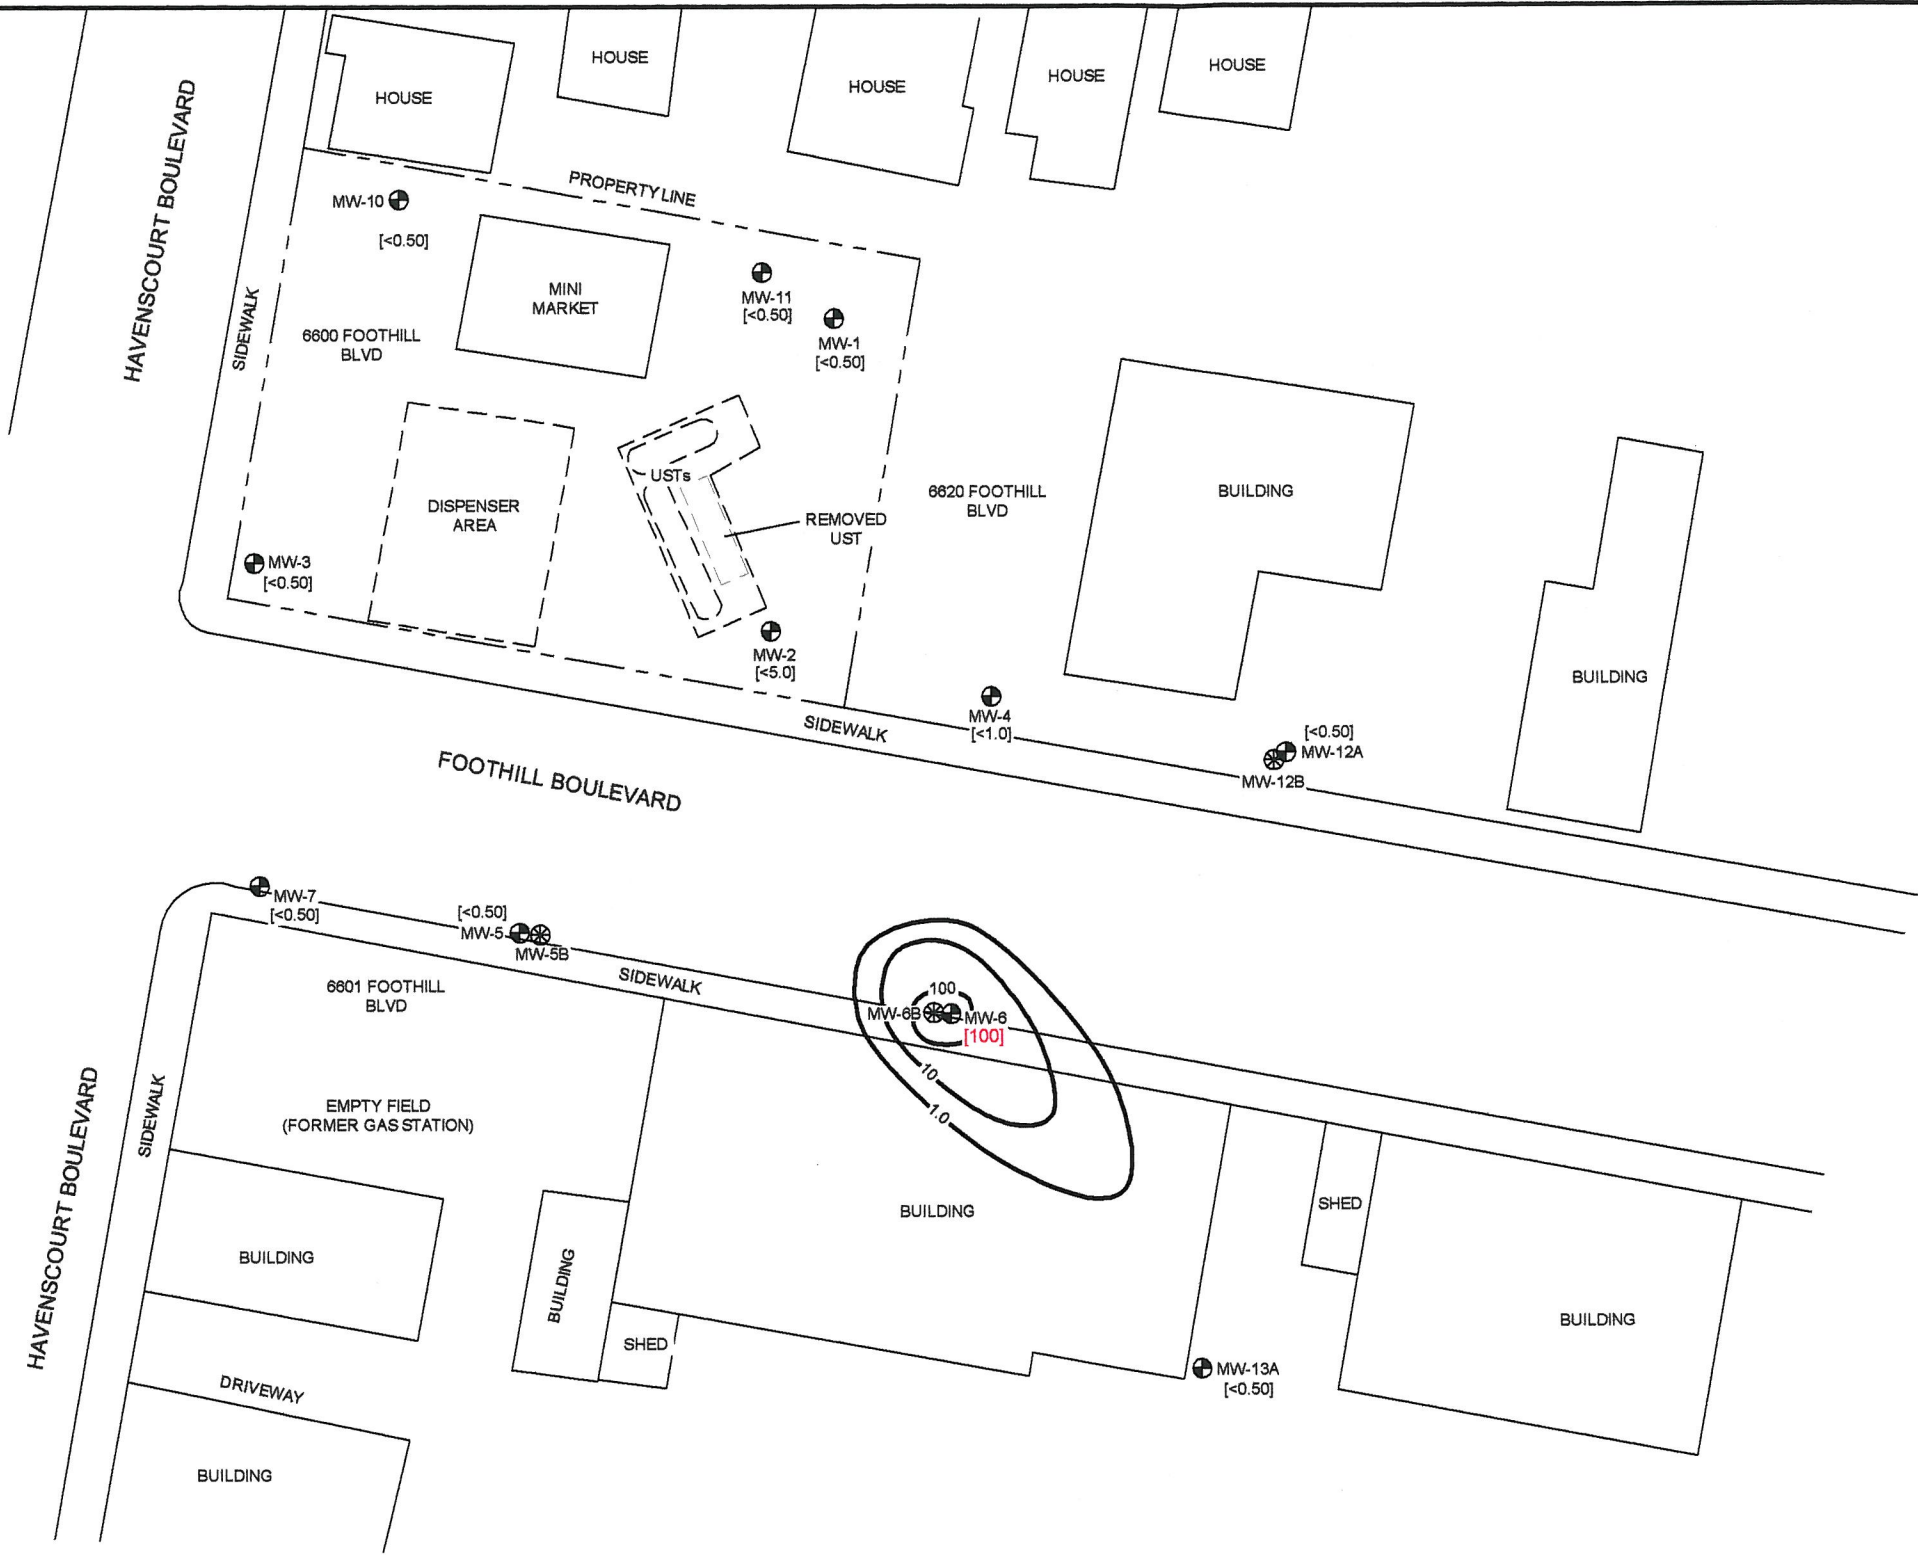 HOUSE
HOUSE
HOUSE
HOUSE
HOUSE
HAVENSCOURT BOULEVARD
SIDEWALK
PROPERTY LINE
MW-10
[<0.50]
MINI
MARKET
MW-11
[<0.50]
MW-1
[<0.50]
6600 FOOTHILL
BLVD
DISPENSER
AREA
USTs
REMOVED
UST
6620 FOOTHILL
BLVD
BUILDING
BUILDING
MW-3
[<0.50]
MW-2
[<5.0]
MW-4
[<1.0]
SIDEWALK
[<0.50]
MW-12A
MW-12B
FOOTHILL BOULEVARD
MW-7
[<0.50]
[<0.50]
MW-5
MW-5B
SIDEWALK
6601 FOOTHILL
BLVD
100
MW-6B
MW-6
[100]
10
1.0
HAVENSCOURT BOULEVARD
SIDEWALK
EMPTY FIELD
(FORMER GAS STATION)
BUILDING
BUILDING
SHED
BUILDING
SHED
BUILDING
MW-13A
[<0.50]
DRIVEWAY
BUILDING